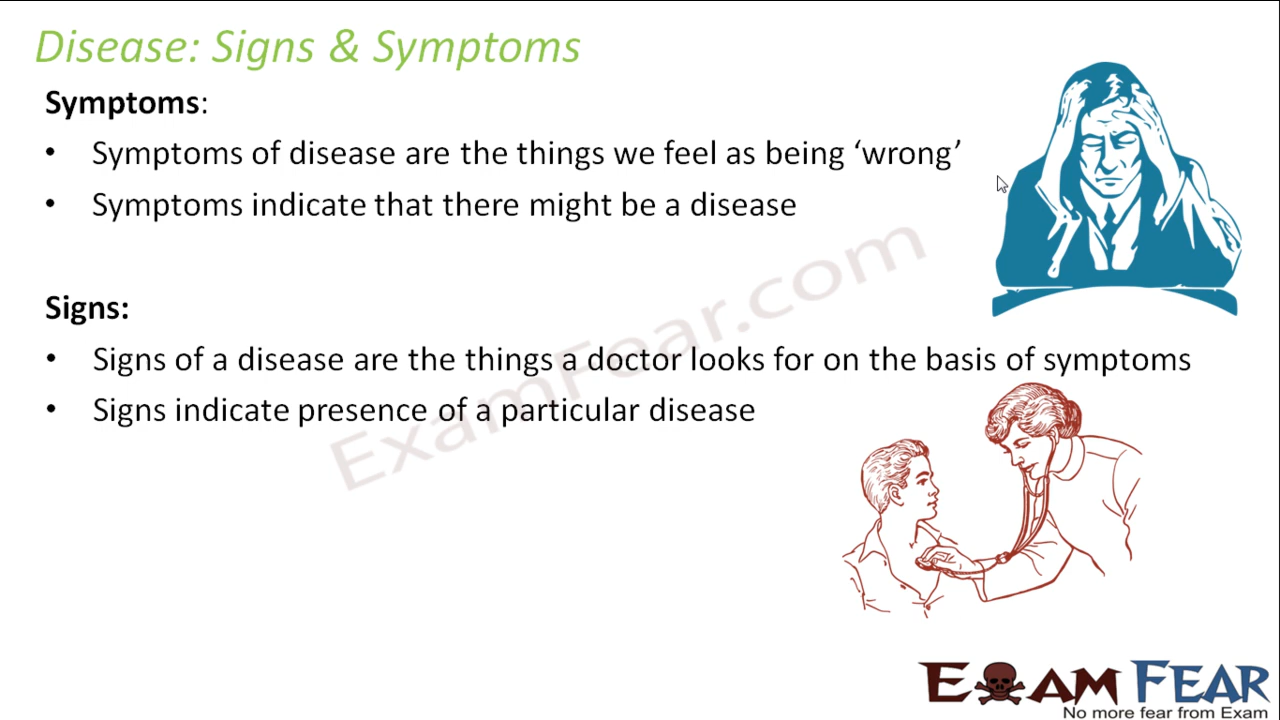 Disease: Signs & Symptoms
Symptoms:
• Symptoms of disease are the things we feel as being ‘wrong’
• Symptoms indicate that there might be a disease
Signs:
• Signs of a disease are the things a doctor looks for on the basis of symptoms
• Signs indicate presence of a particular disease
ExamFear.com
EXAM FEAR
No more fear from Exam